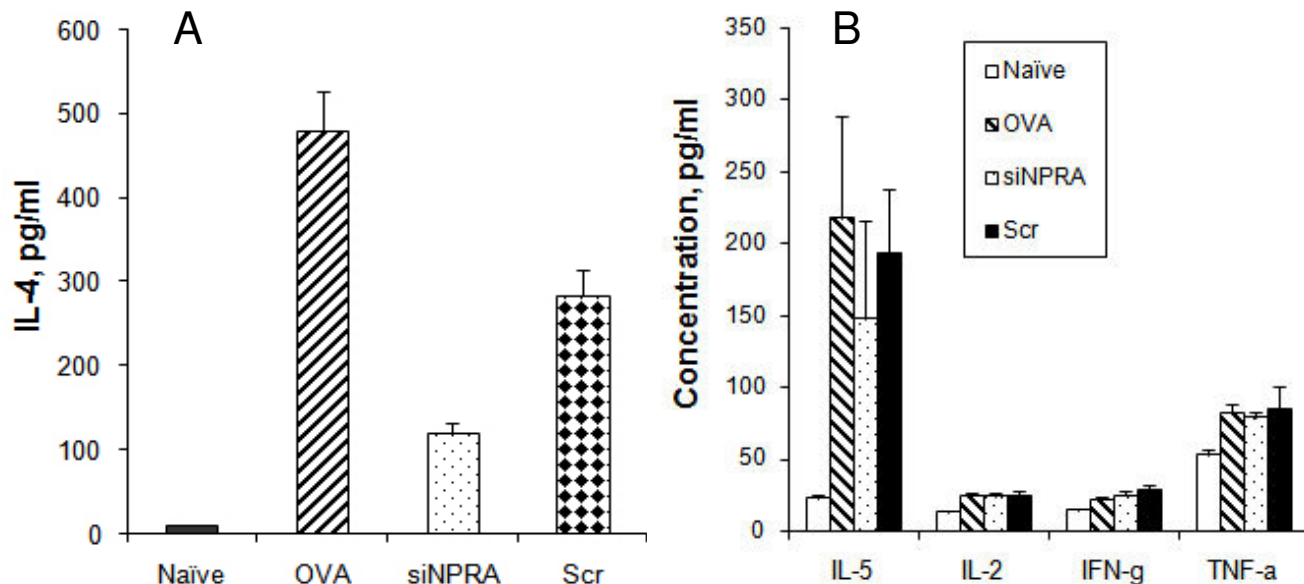 A
IL-4, pg/ml
600
500
400
300
200
100
0
Naïve OVA siNPRA Scr
B
Concentration, pg/ml
350
300
250
200
150
100
50
0
Naïve
OVA
siNPRA
Scr
IL-5 IL-2 IFN-g TNF-a